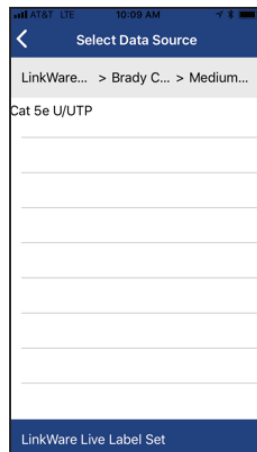 AT&T LTE 10:09 AM
Select Data Source
LinkWare... > Brady C... > Medium...
Cat 5e U/UTP
LinkWare Live Label Set